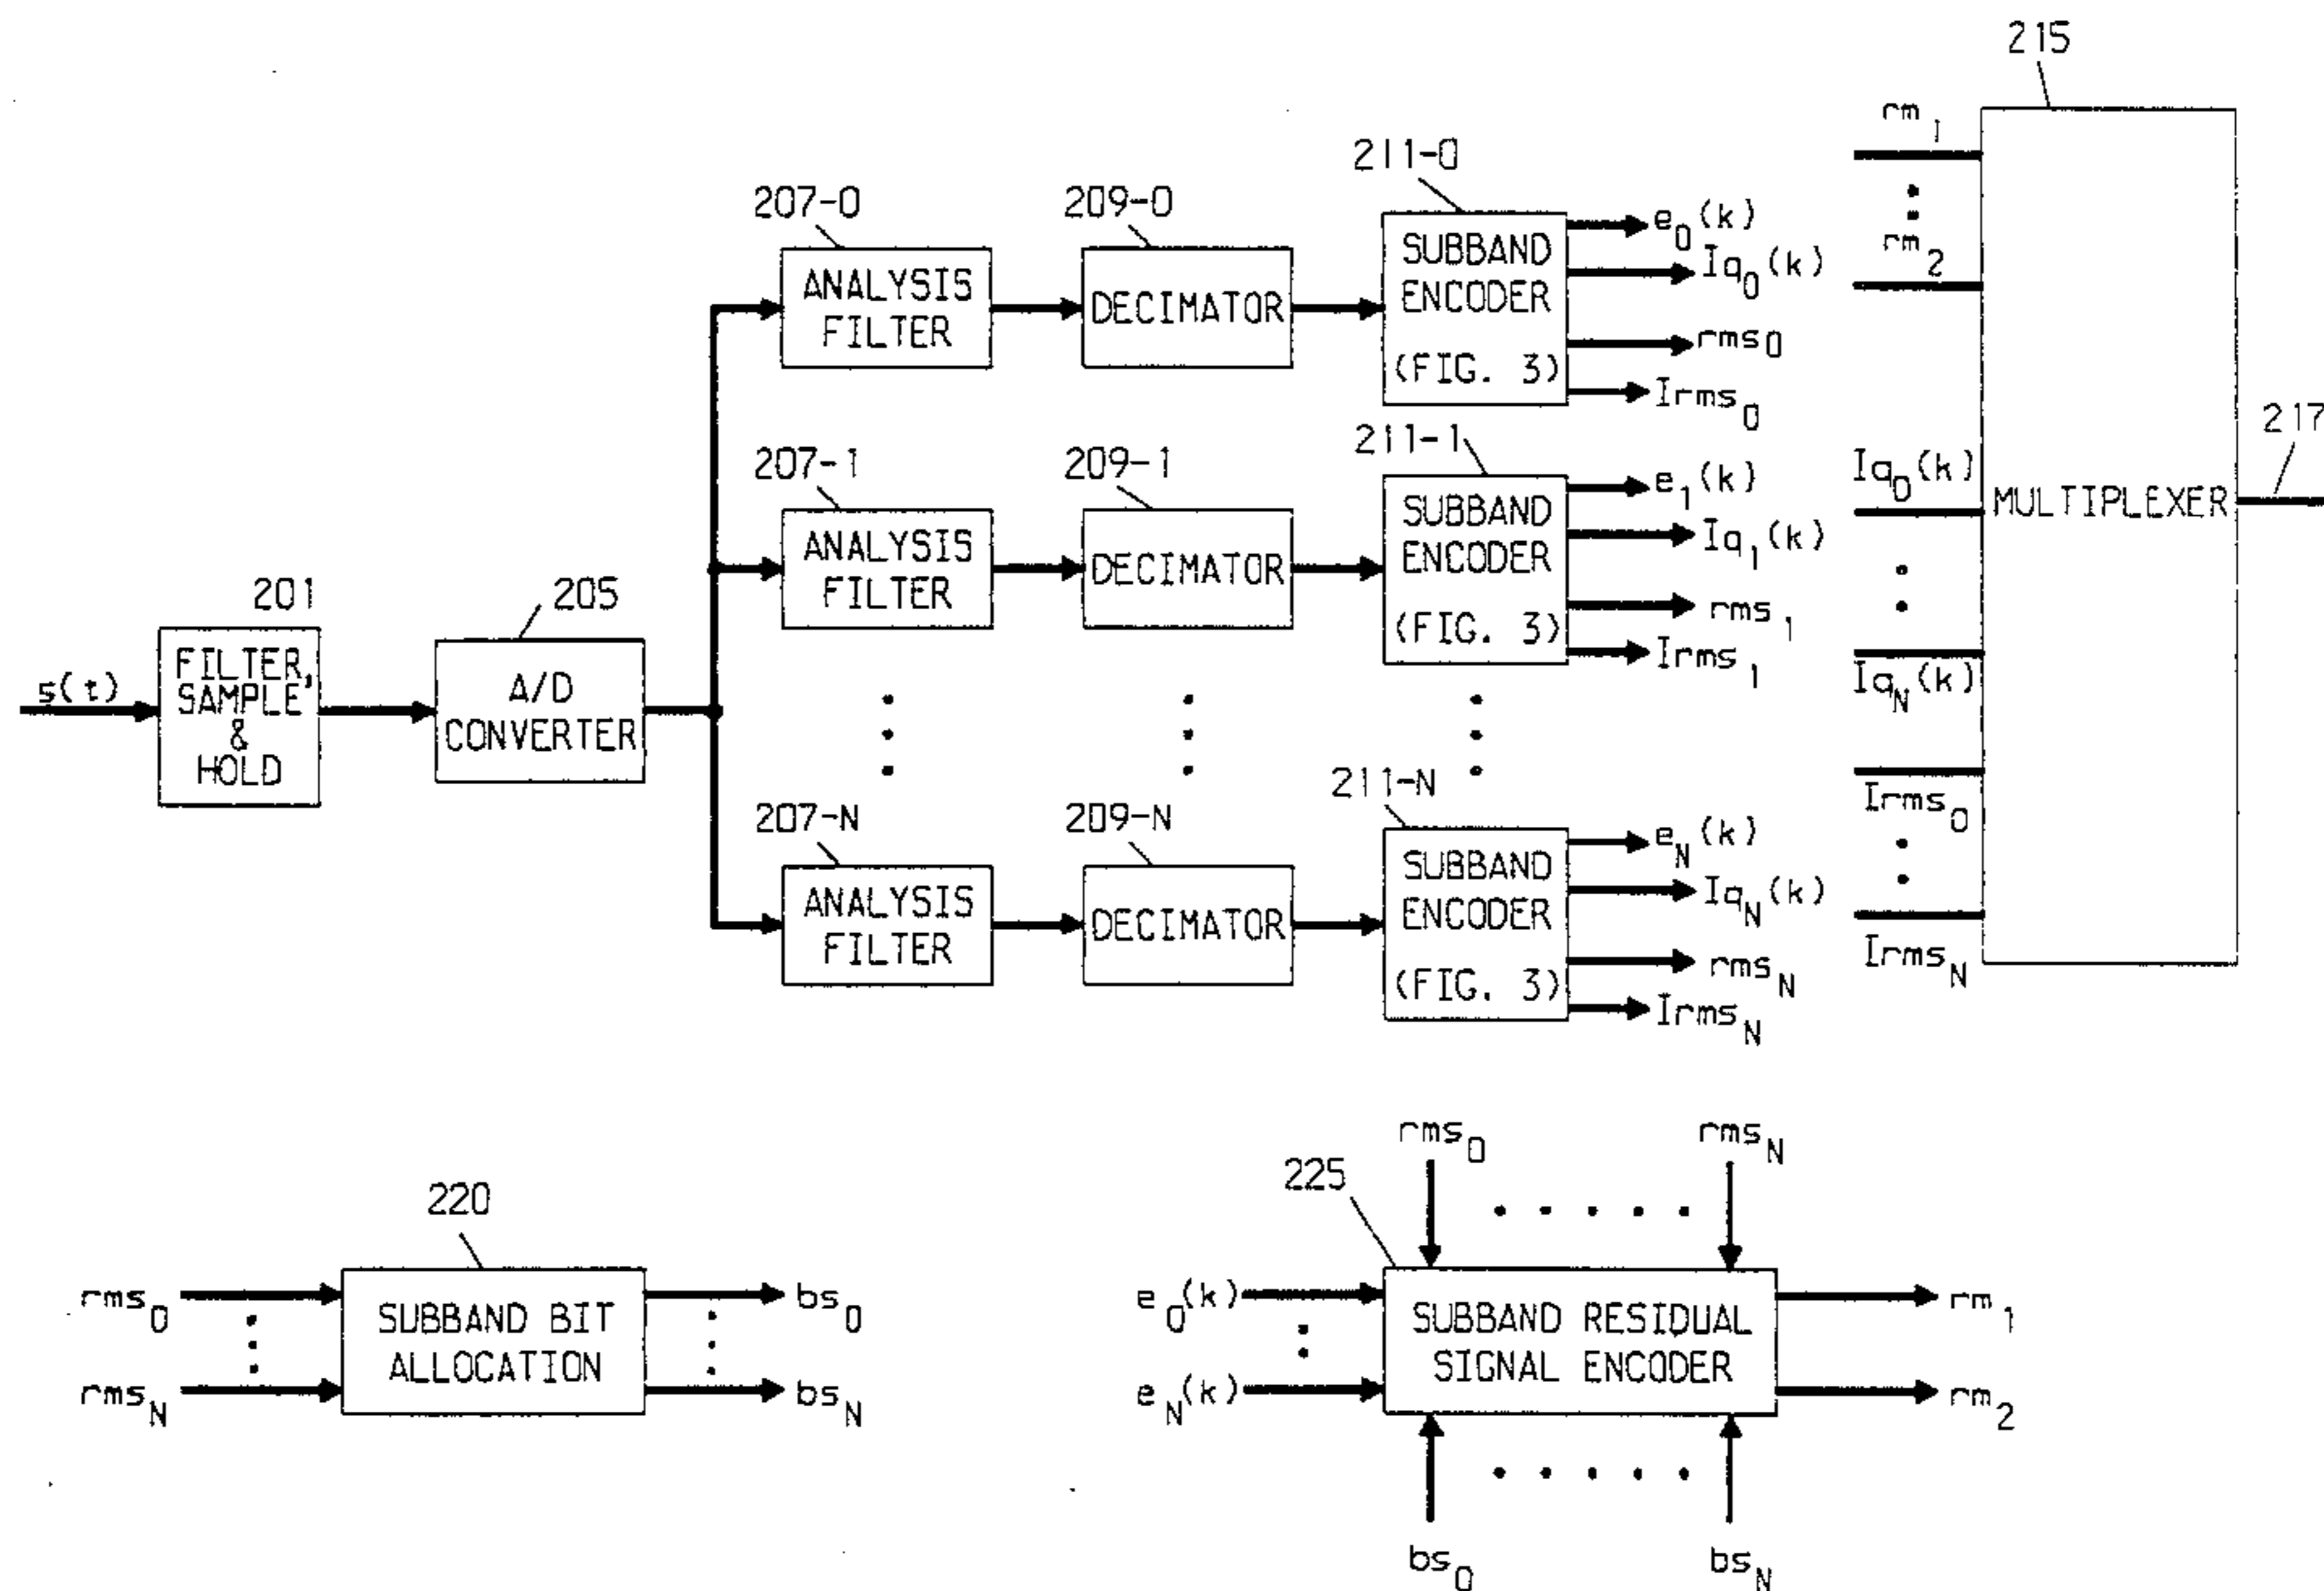 215
rm1
rm2
211-0
207-0
209-0
ANALYSIS
FILTER
DECIMATOR
SUBBAND
ENCODER
(FIG. 3)
e0(k)
Iq0(k)
rms0
Irms0
207-1
209-1
211-1
ANALYSIS
FILTER
DECIMATOR
SUBBAND
ENCODER
(FIG. 3)
e1(k)
Iq1(k)
rms1
Irms1
Iq0(k)
MULTIPLEXER
217
IqN(k)
Irms0
IrmsN
201
205
s(t)
FILTER,
SAMPLE
&
HOLD
A/D
CONVERTER
207-N
209-N
211-N
ANALYSIS
FILTER
DECIMATOR
SUBBAND
ENCODER
(FIG. 3)
eN(k)
IqN(k)
rmsN
IrmsN
220
rms0
rmsN
SUBBAND BIT
ALLOCATION
bs0
bsN
225
rms0
rmsN
e0(k)
eN(k)
SUBBAND RESIDUAL
SIGNAL ENCODER
rm1
rm2
bs0
bsN